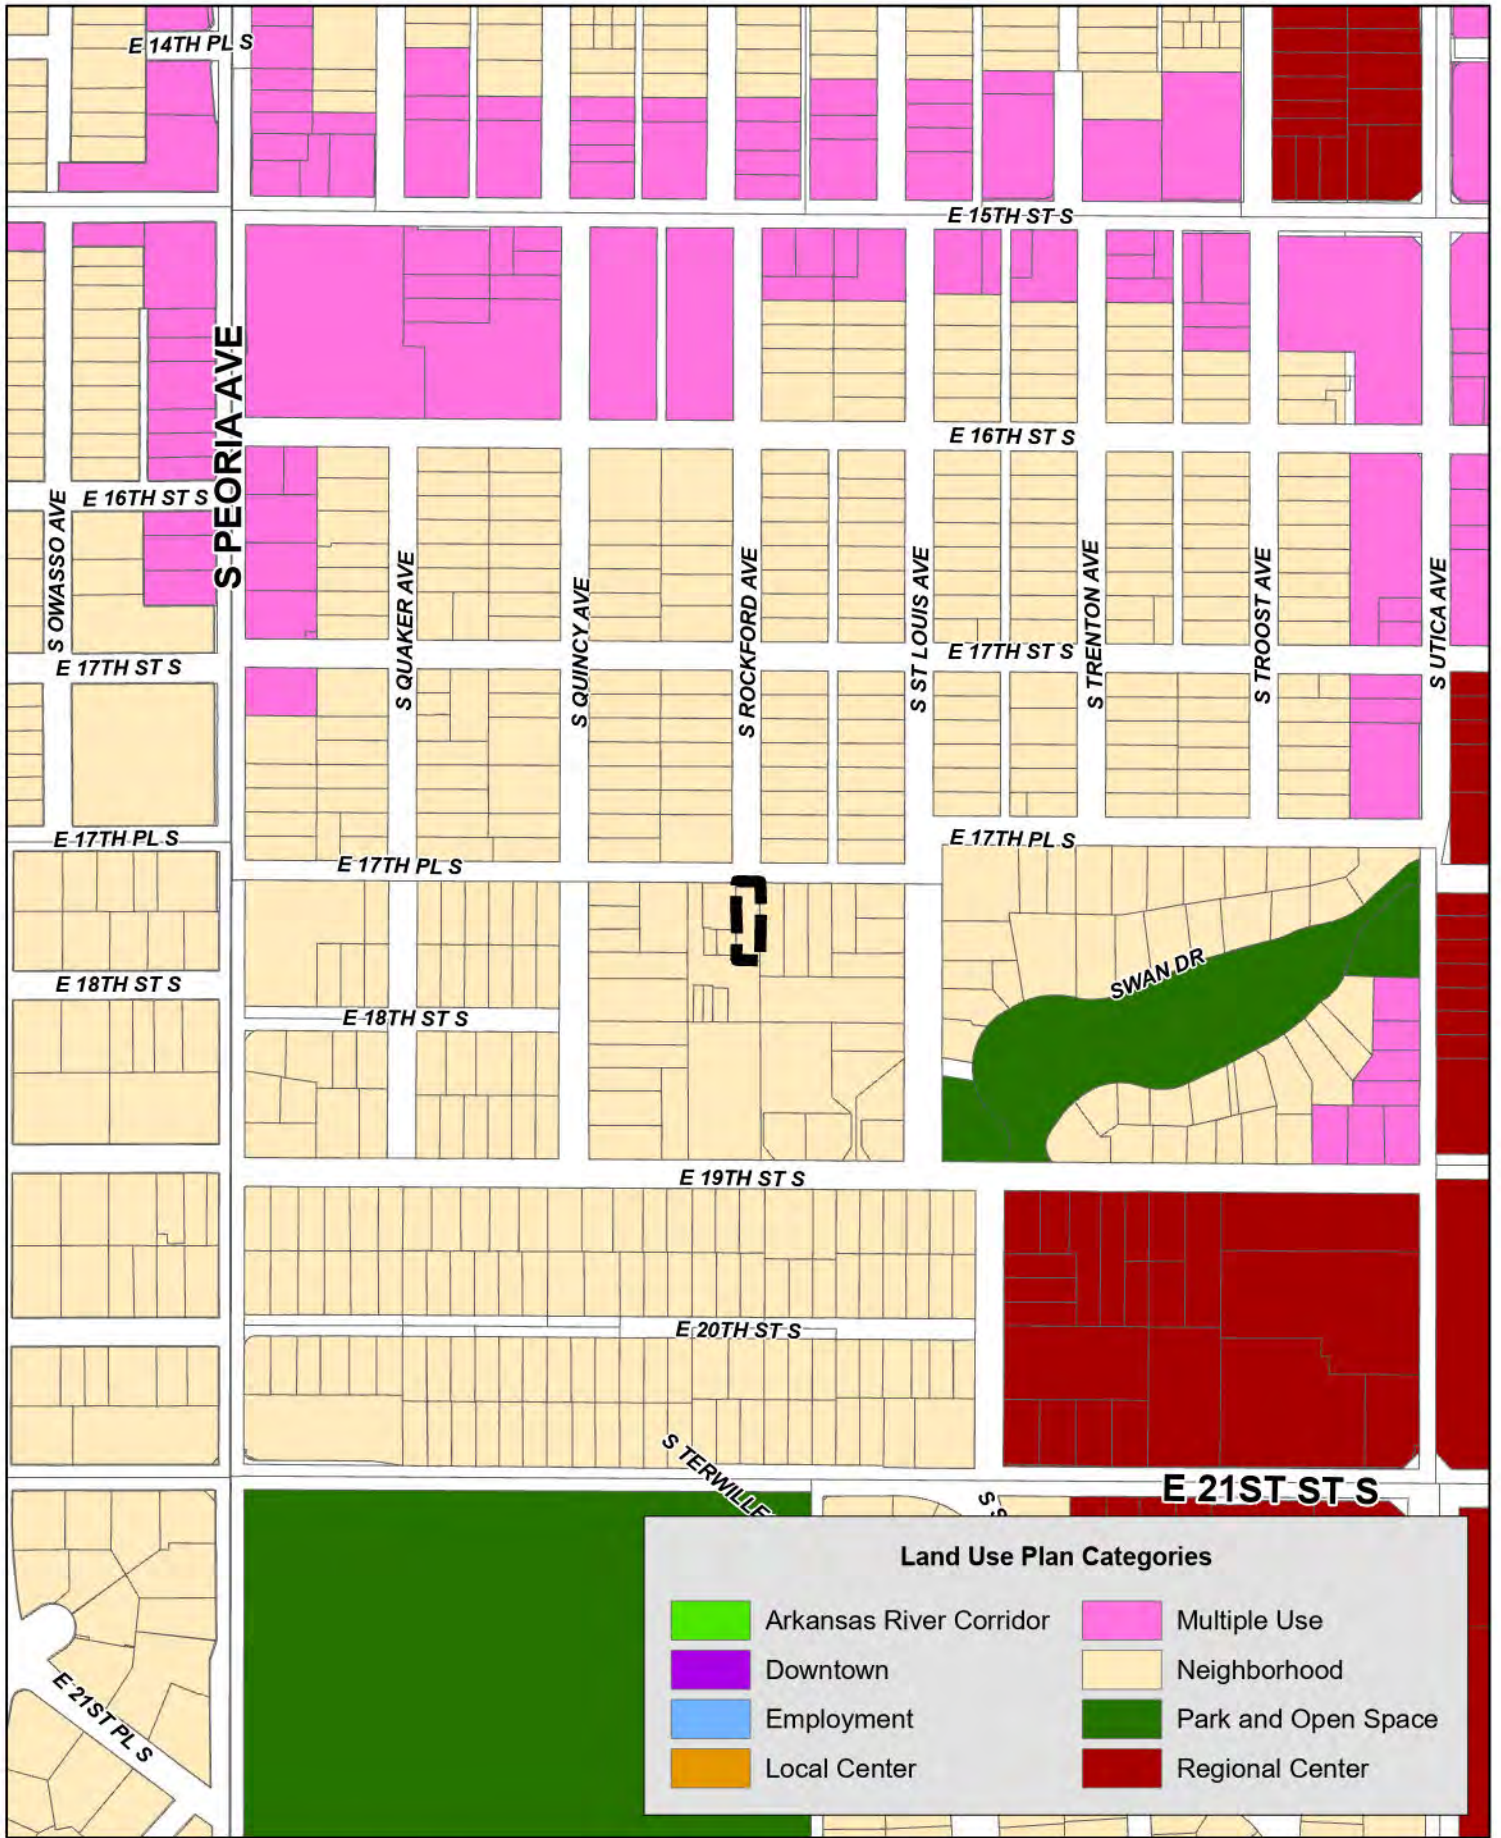 E 14TH PL S
E 15TH ST S
S PEORIA AVE
E 16TH ST S
E 16TH ST S
S OWASSO AVE
S QUAKER AVE
S QUINCY AVE
S ROCKFORD AVE
S ST LOUIS AVE
S TRENTON AVE
S TROOST AVE
S UTICA AVE
E 17TH ST S
E 17TH ST S
E 17TH PL S
E 17TH PL S
E 17TH PL S
SWAN DR
E 18TH ST S
E 18TH ST S
E 19TH ST S
E 20TH ST S
S TERWILLE
E 21ST ST S
S S
E 21ST PL S
Land Use Plan Categories
Arkansas River Corridor
Downtown
Employment
Local Center
Multiple Use
Neighborhood
Park and Open Space
Regional Center